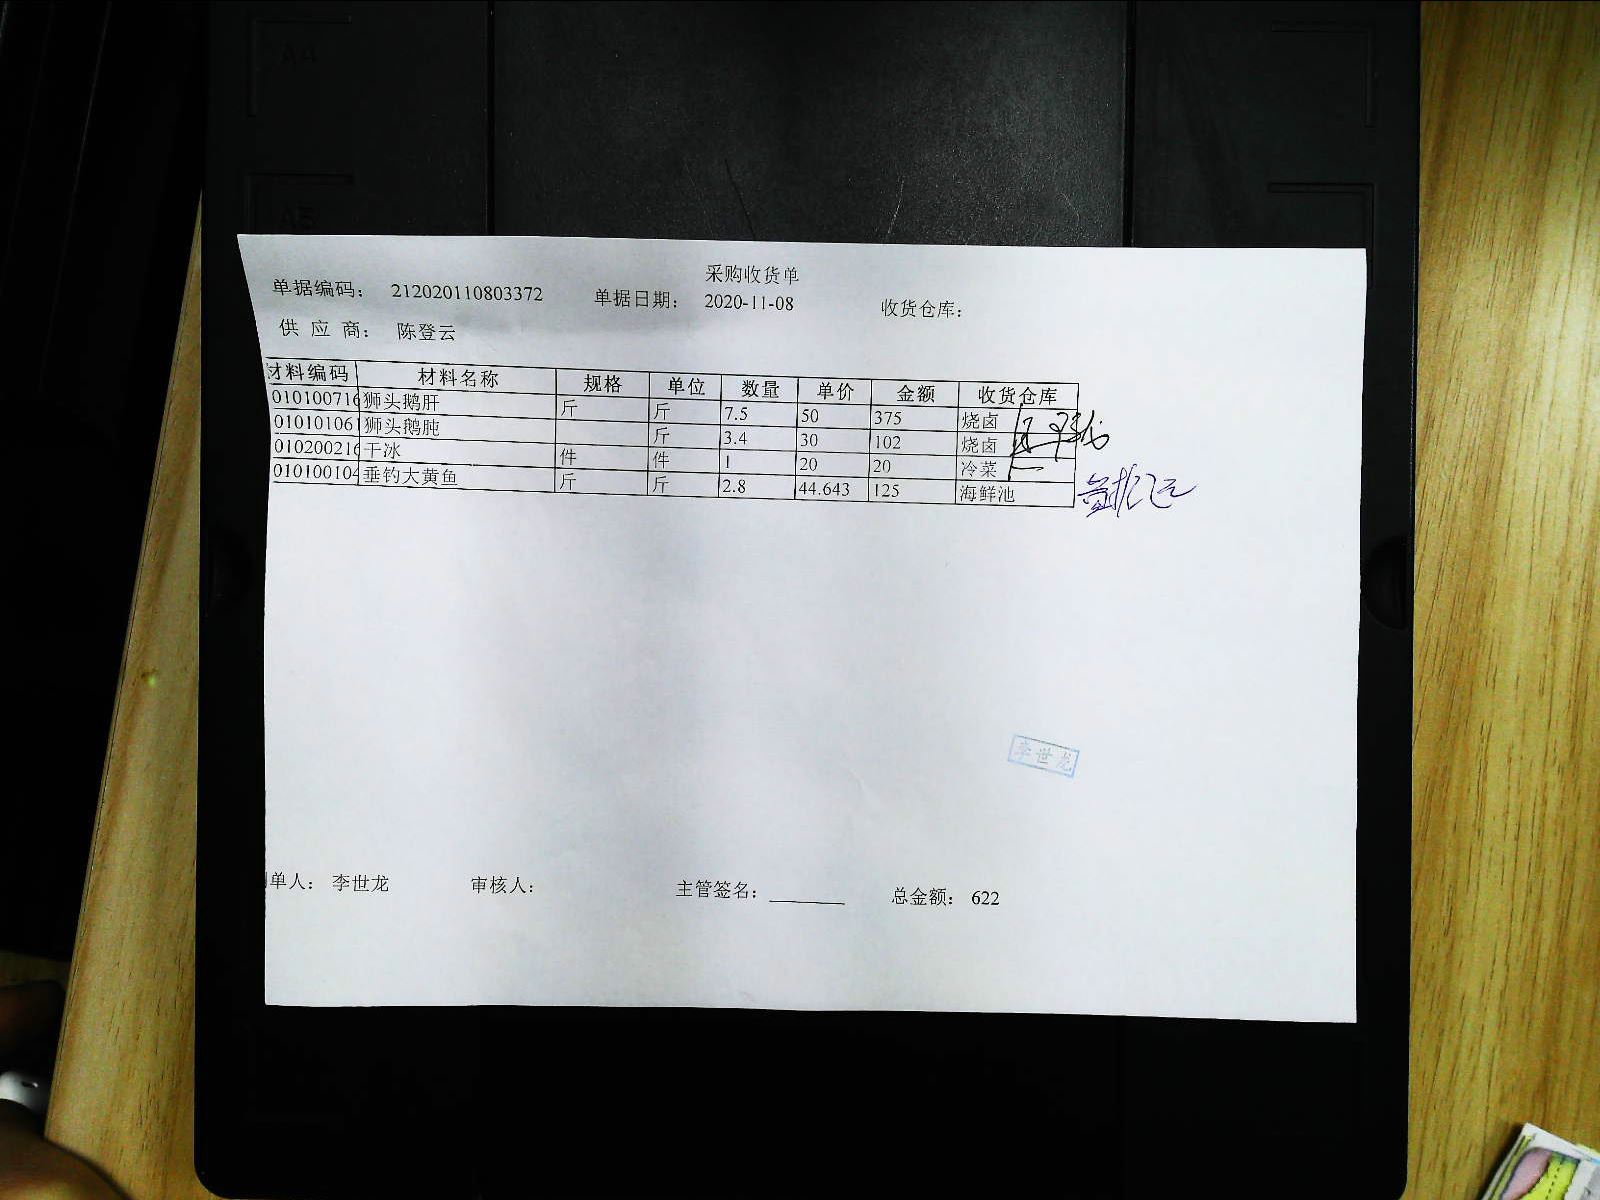 A4
A5
采购收货单
单据编码： 212020110803372 单据日期： 2020-11-08 收货仓库：
供 应 商： 陈登云
材料编码 材料名称 规格 单位 数量 单价 金额 收货仓库
010100716 狮头鹅肝 斤 斤 7.5 50 375 烧卤
010101061 狮头鹅肫 斤 3.4 30 102 烧卤
010200216 干冰 件 件 1 20 20 冷菜
010100104 垂钓大黄鱼 斤 斤 2.8 44.643 125 海鲜池
李世龙
单人： 李世龙 审核人： 主管签名： 总金额： 622